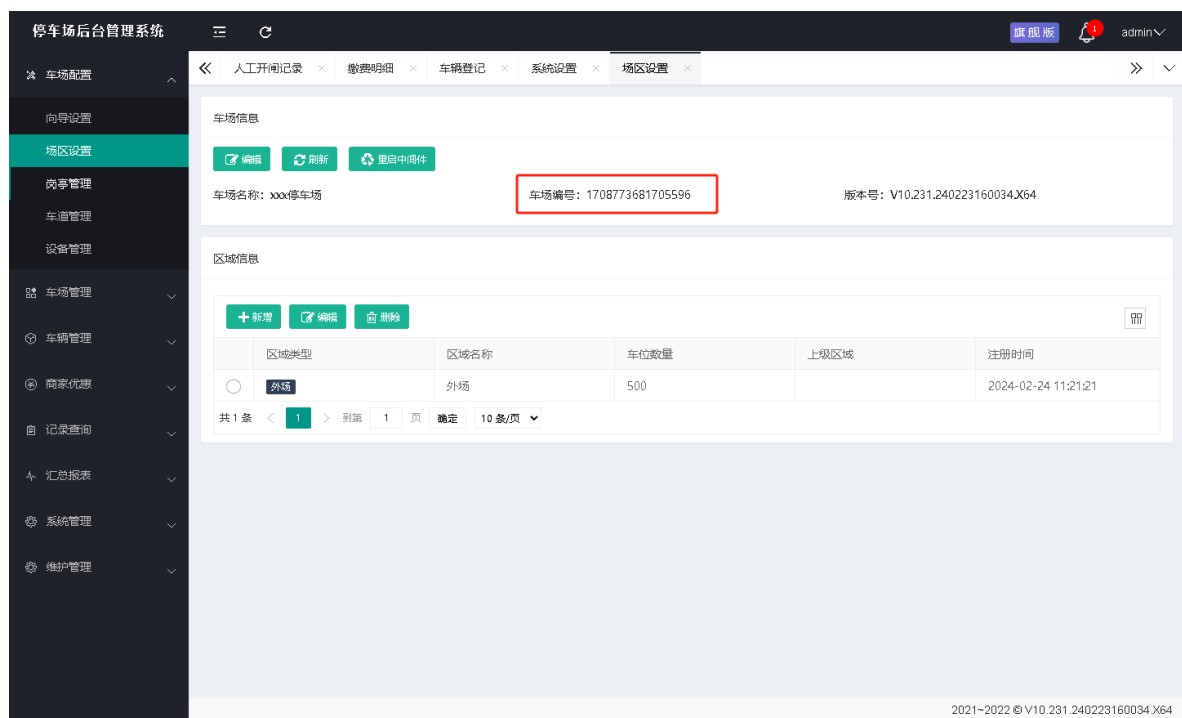 停车场后台管理系统
旗舰版
1
admin
车场配置
向导设置
场区设置
岗亭管理
车道管理
设备管理
车场管理
车辆管理
商家优惠
记录查询
汇总报表
系统管理
维护管理
人工开闸记录 × 缴费明细 × 车辆登记 × 系统设置 × 场区设置 ×
车场信息
编辑 刷新 重启中间件
车场名称：xxx停车场 车场编号：1708773681705596 版本号：V10.231.240223160034.X64
区域信息
新增 编辑 删除
区域类型 区域名称 车位数量 上级区域 注册时间
外场 外场 500 2024-02-24 11:21:21
共 1 条 < 1 > 到第 1 页 确定 10 条/页
2021~2022 © V10.231.240223160034.X64